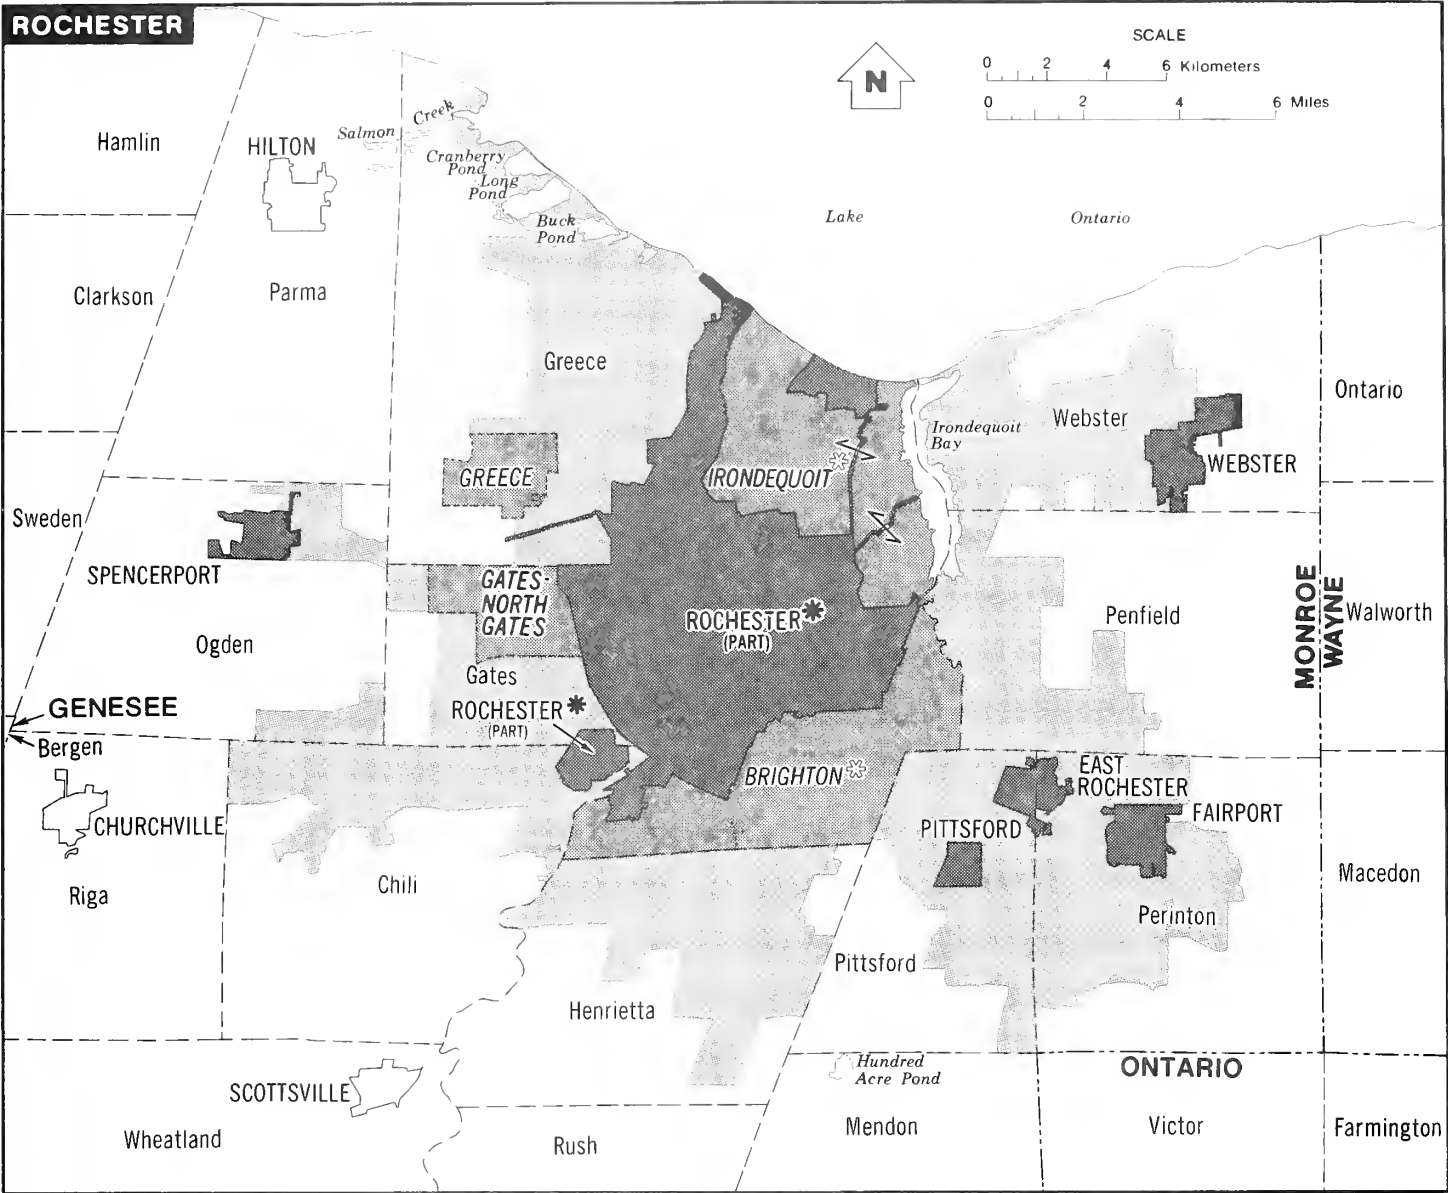 ROCHESTER
SCALE
0 2 4 6 Kilometers
0 2 4 6 Miles
N
Hamlin
HILTON
Salmon
Creek
Cranberry
Pond
Long
Pond
Buck
Pond
Lake
Ontario
Clarkson
Parma
Greece
Ontario
Webster
Irondequoit
Bay
WEBSTER
GREECE
IRONDEQUOIT
Sweden
SPENCERPORT
GATES-
NORTH
GATES
ROCHESTER
(PART)
Penfield
MONROE
WAYNE
Walworth
Ogden
Gates
ROCHESTER
(PART)
GENESEE
Bergen
BRIGHTON
EAST
ROCHESTER
FAIRPORT
CHURCHVILLE
PITTSFORD
Riga
Chili
Macedon
Perinton
Pittsford
Henrietta
Hundred
Acre Pond
ONTARIO
SCOTTSVILLE
Wheatland
Rush
Mendon
Victor
Farmington